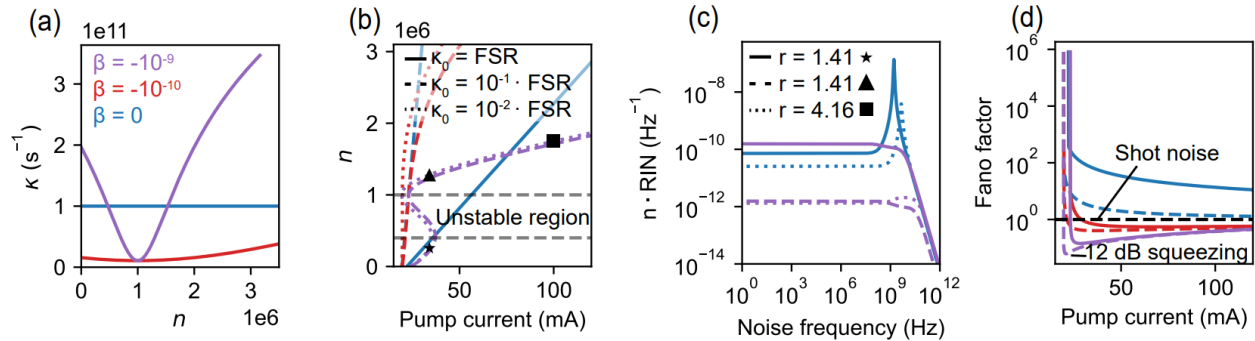 (a)
1e11
β = -10⁻⁹
β = -10⁻¹⁰
β = 0
3
2
1
0
κ (s⁻¹)
0 1 2 3
n 1e6
(b)
1e6
κ₀ = FSR
κ₀ = 10⁻¹ · FSR
κ₀ = 10⁻² · FSR
3
2
1
0
n
Unstable region
50 100
Pump current (mA)
(c)
r = 1.41 ★
r = 1.41 ▲
r = 4.16 ■
10⁻⁸
10⁻¹⁰
10⁻¹²
10⁻¹⁴
n · RIN (Hz⁻¹)
10⁰ 10³ 10⁶ 10⁹ 10¹²
Noise frequency (Hz)
(d)
10⁶
10⁴
10²
10⁰
Fano factor
Shot noise
12 dB squeezing
50 100
Pump current (mA)